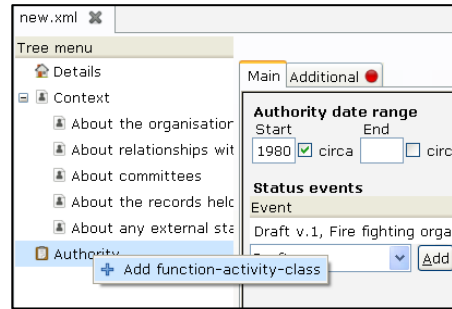 new.xml
Tree menu
Details
Context
About the organisation
About relationships wit
About committees
About the records held
About any external sta
Authority
Add function-activity-class
Main Additional
Authority date range
Start End
1980 circa circ
Status events
Event
Draft v.1, Fire fighting orga
Add